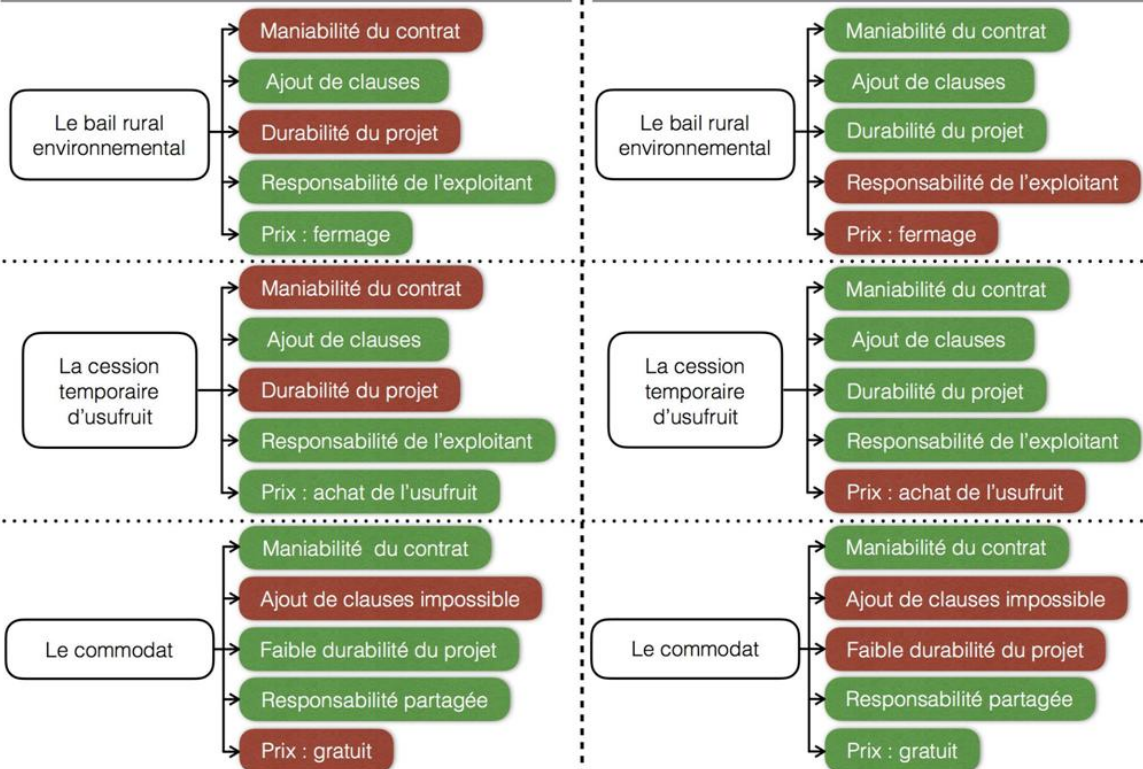 Le bail rural
environnemental
Maniabilité du contrat
Ajout de clauses
Durabilité du projet
Responsabilité de l'exploitant
Prix : fermage
Le bail rural
environnemental
Maniabilité du contrat
Ajout de clauses
Durabilité du projet
Responsabilité de l'exploitant
Prix : fermage
La cession
temporaire
d'usufruit
Maniabilité du contrat
Ajout de clauses
Durabilité du projet
Responsabilité de l'exploitant
Prix : achat de l'usufruit
La cession
temporaire
d'usufruit
Maniabilité du contrat
Ajout de clauses
Durabilité du projet
Responsabilité de l'exploitant
Prix : achat de l'usufruit
Le commodat
Maniabilité du contrat
Ajout de clauses impossible
Faible durabilité du projet
Responsabilité partagée
Prix : gratuit
Le commodat
Maniabilité du contrat
Ajout de clauses impossible
Faible durabilité du projet
Responsabilité partagée
Prix : gratuit